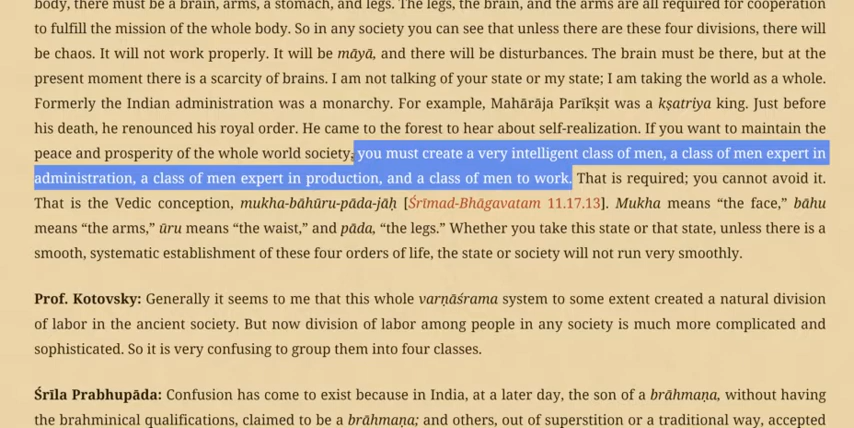 body, there must be a brain, arms, a stomach, and legs. The legs, the brain, and the arms are all required for cooperation
to fulfill the mission of the whole body. So in any society you can see that unless there are these four divisions, there will
be chaos. It will not work properly. It will be māyā, and there will be disturbances. The brain must be there, but at the
present moment there is a scarcity of brains. I am not talking of your state or my state; I am taking the world as a whole.
Formerly the Indian administration was a monarchy. For example, Mahārāja Parīkṣit was a kṣatriya king. Just before
his death, he renounced his royal order. He came to the forest to hear about self-realization. If you want to maintain the
peace and prosperity of the whole world society, you must create a very intelligent class of men, a class of men expert in
administration, a class of men expert in production, and a class of men to work. That is required; you cannot avoid it.
That is the Vedic conception, mukha-bāhūru-pāda-jāḥ [Śrīmad-Bhāgavatam 11.17.13]. Mukha means “the face,” bāhu
means “the arms,” ūru means “the waist,” and pāda, “the legs.” Whether you take this state or that state, unless there is a
smooth, systematic establishment of these four orders of life, the state or society will not run very smoothly.
Prof. Kotovsky: Generally it seems to me that this whole varṇāśrama system to some extent created a natural division
of labor in the ancient society. But now division of labor among people in any society is much more complicated and
sophisticated. So it is very confusing to group them into four classes.
Śrīla Prabhupāda: Confusion has come to exist because in India, at a later day, the son of a brāhmaṇa, without having
the brahminical qualifications, claimed to be a brāhmaṇa; and others, out of superstition or a traditional way, accepted